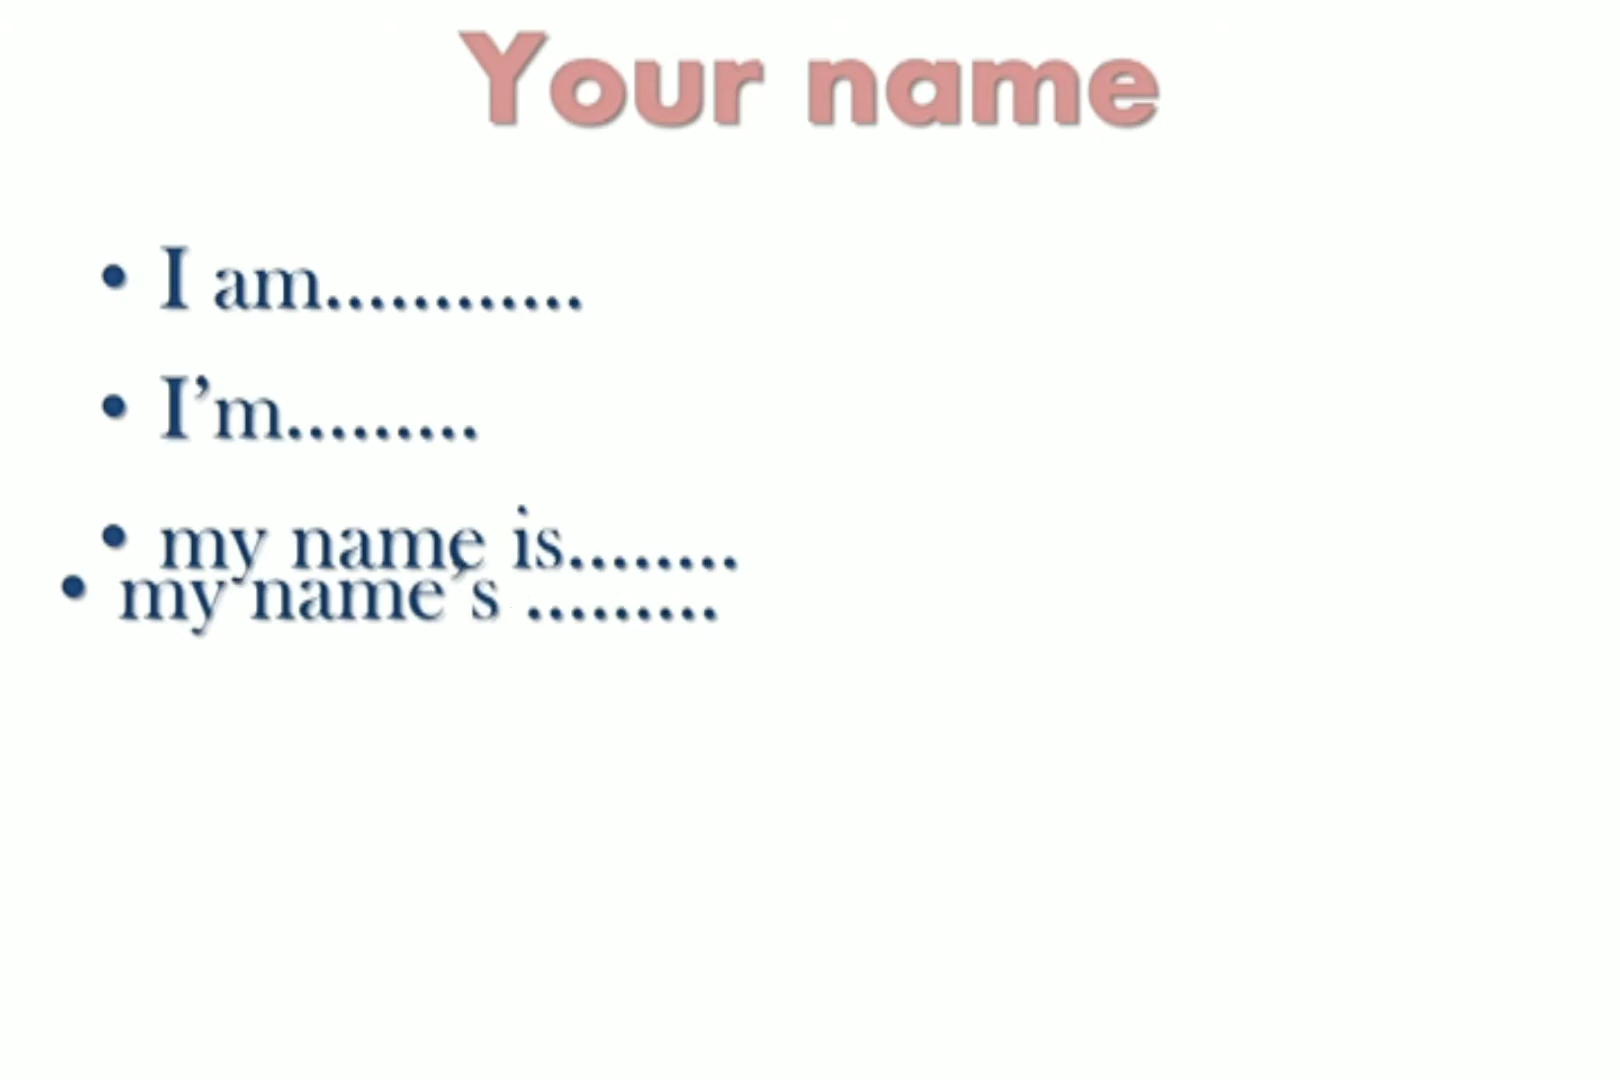 Your name
• I am............
• I’m.........
• my name is........
• my name’s .........